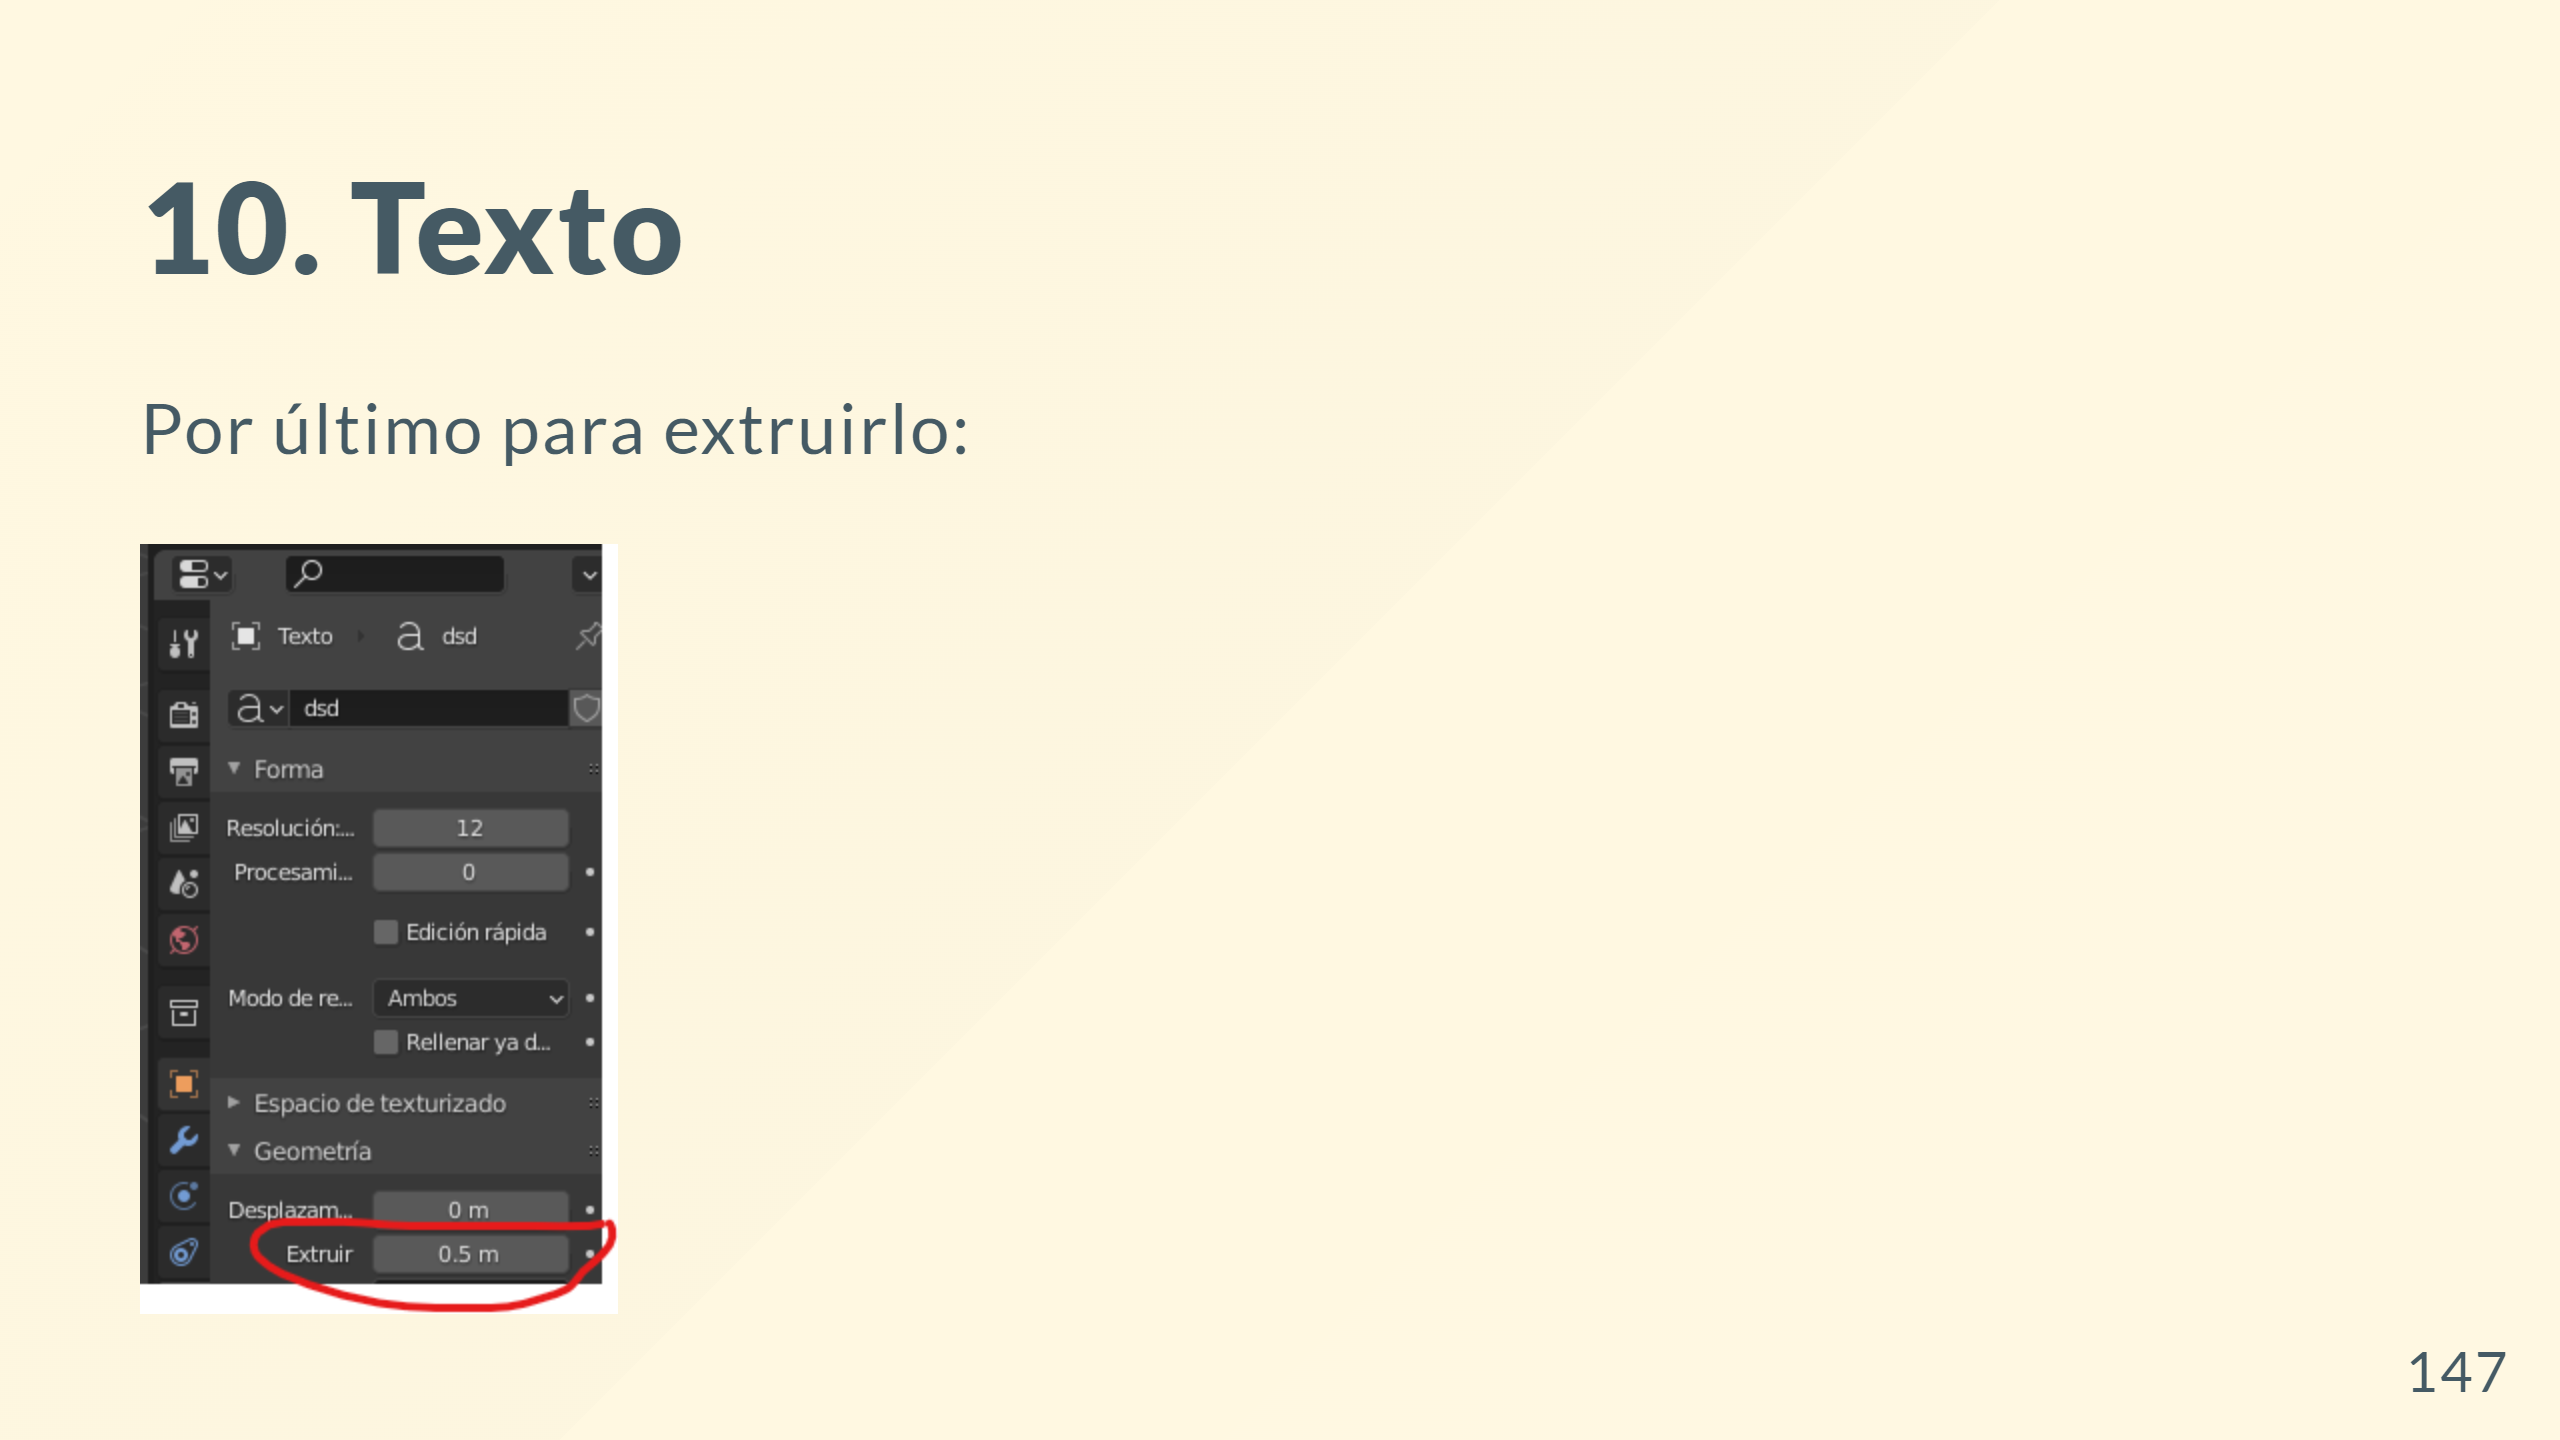 10. Texto
Por último para extruirlo:
Texto a dsd
a dsd
Forma
Resolución:... 12
Procesami... 0
Edición rápida
Modo de re... Ambos
Rellenar ya d...
Espacio de texturizado
Geometría
Desplazam... 0 m
Extruir 0.5 m
147